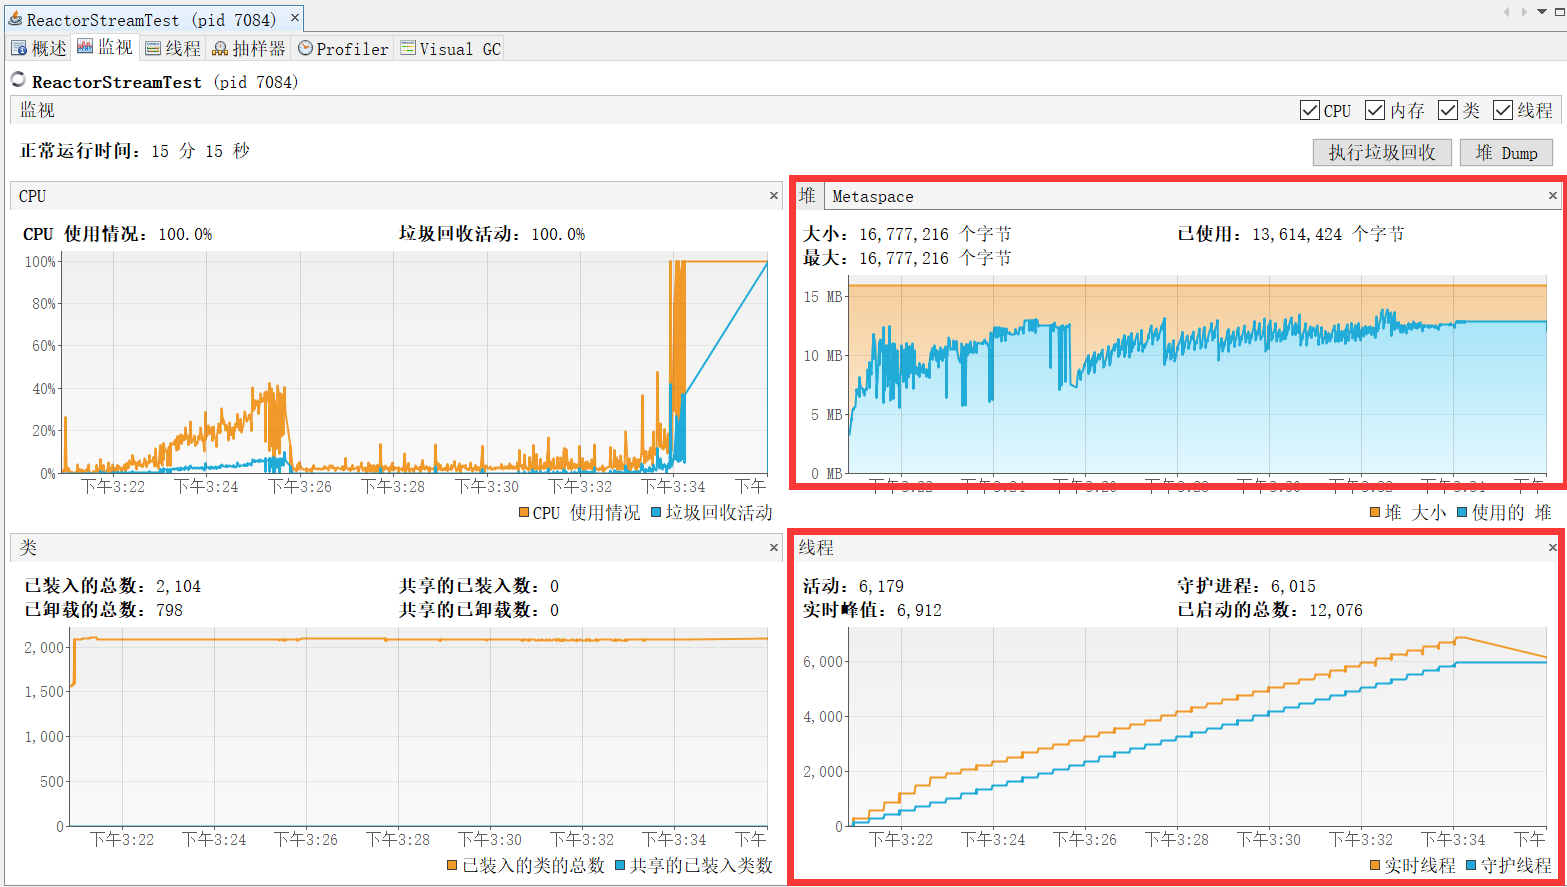 ReactorStreamTest (pid 7084)
概述 监视 线程 抽样器 Profiler Visual GC
ReactorStreamTest (pid 7084)
监视 CPU 内存 类 线程
正常运行时间: 15 分 15 秒 执行垃圾回收 堆 Dump
CPU
CPU 使用情况: 100.0% 垃圾回收活动: 100.0%
100%
80%
60%
40%
20%
0%
下午3:22 下午3:24 下午3:26 下午3:28 下午3:30 下午3:32 下午3:34 下午
CPU 使用情况 垃圾回收活动
堆 Metaspace
大小: 16,777,216 个字节 已使用: 13,614,424 个字节
最大: 16,777,216 个字节
15 MB
10 MB
5 MB
0 MB
下午3:22 下午3:24 下午3:26 下午3:28 下午3:30 下午3:32 下午3:34 下午
堆 大小 使用的 堆
类
已装入的总数: 2,104 共享的已装入数: 0
已卸载的总数: 798 共享的已卸载数: 0
2,000
1,500
1,000
500
0
下午3:22 下午3:24 下午3:26 下午3:28 下午3:30 下午3:32 下午3:34 下午
已装入的类的总数 共享的已装入类数
线程
活动: 6,179 守护进程: 6,015
实时峰值: 6,912 已启动的总数: 12,076
6,000
4,000
2,000
0
下午3:22 下午3:24 下午3:26 下午3:28 下午3:30 下午3:32 下午3:34 下午
实时线程 守护线程